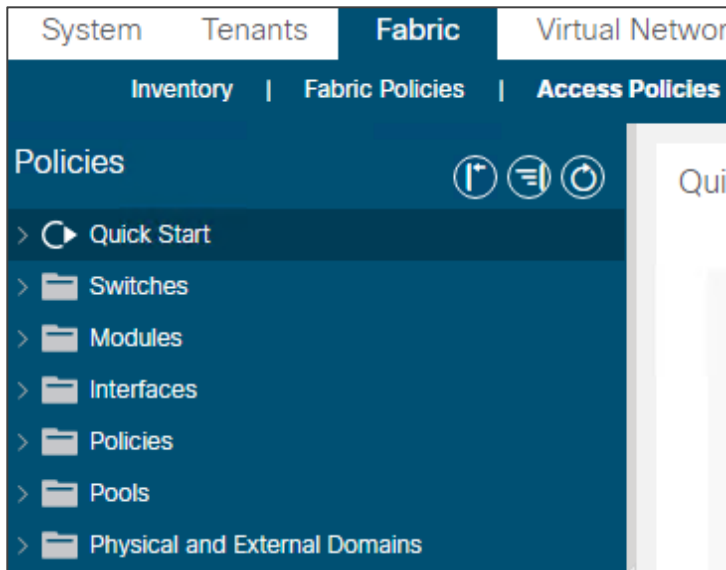 System Tenants Fabric Virtual Networ
Inventory | Fabric Policies | Access Policies
Policies
Qui
Quick Start
Switches
Modules
Interfaces
Policies
Pools
Physical and External Domains